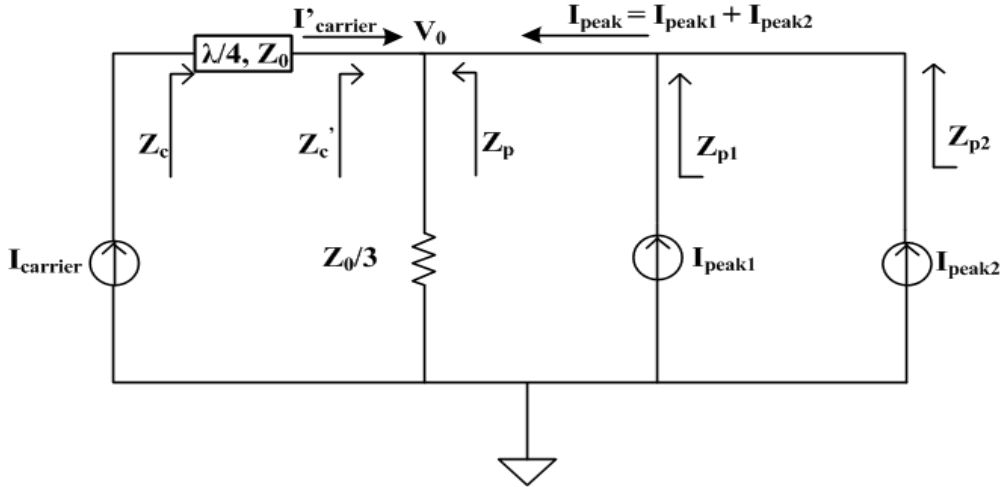 I'carrier
V0
Ipeak = Ipeak1 + Ipeak2
λ/4, Z0
Zc
Zc'
Zp
Zp1
Zp2
Icarrier
Z0/3
Ipeak1
Ipeak2